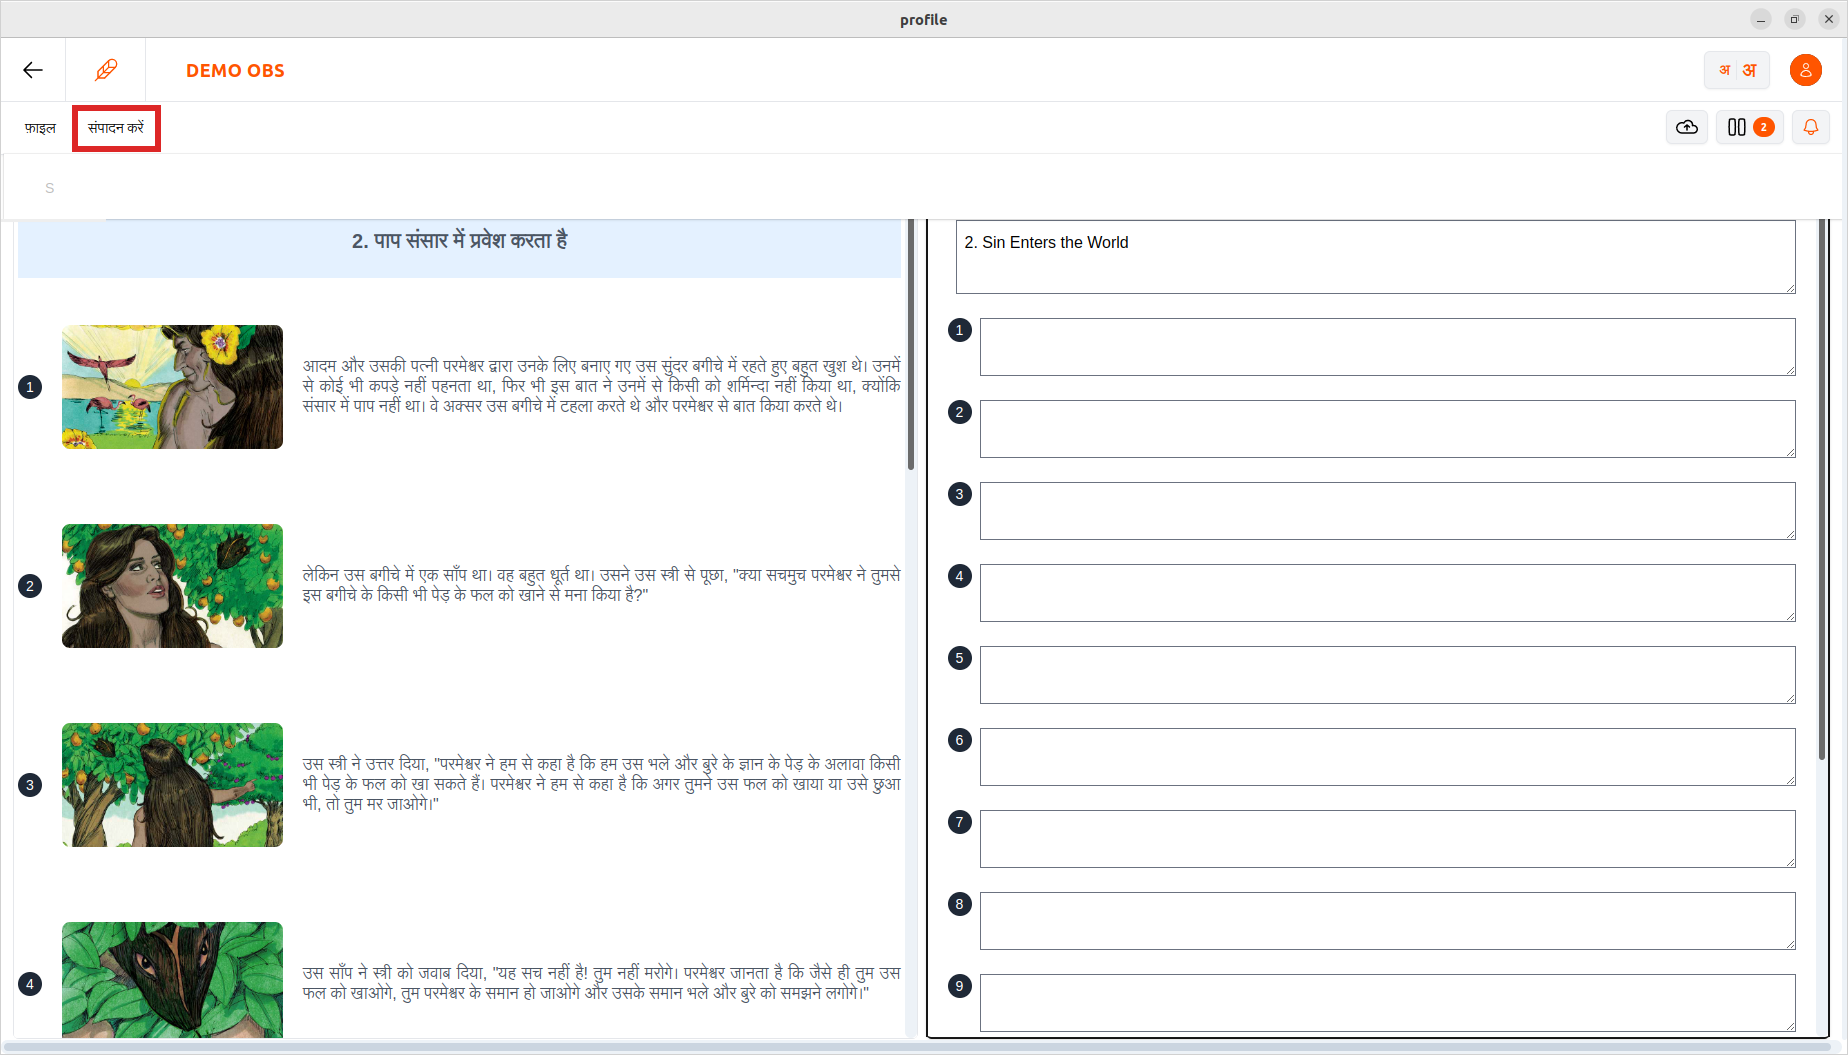 profile
DEMO OBS
अ अ
फ़ाइल संपादन करें
2
S
2. पाप संसार में प्रवेश करता है
1
आदम और उसकी पत्नी परमेश्वर द्वारा उनके लिए बनाए गए उस सुंदर बगीचे में रहते हुए बहुत खुश थे। उनमें
से कोई भी कपड़े नहीं पहनता था, फिर भी इस बात ने उनमें से किसी को शर्मिन्दा नहीं किया था, क्योंकि
संसार में पाप नहीं था। वे अक्सर उस बगीचे में टहला करते थे और परमेश्वर से बात किया करते थे।
2
लेकिन उस बगीचे में एक साँप था। वह बहुत धूर्त था। उसने उस स्त्री से पूछा, "क्या सचमुच परमेश्वर ने तुमसे
इस बगीचे के किसी भी पेड़ के फल को खाने से मना किया है?"
3
उस स्त्री ने उत्तर दिया, "परमेश्वर ने हम से कहा है कि हम उस भले और बुरे के ज्ञान के पेड़ के अलावा किसी
भी पेड़ के फल को खा सकते हैं। परमेश्वर ने हम से कहा है कि अगर तुमने उस फल को खाया या उसे छुआ
भी, तो तुम मर जाओगे।"
4
उस साँप ने स्त्री को जवाब दिया, "यह सच नहीं है! तुम नहीं मरोगे। परमेश्वर जानता है कि जैसे ही तुम उस
फल को खाओगे, तुम परमेश्वर के समान हो जाओगे और उसके समान भले और बुरे को समझने लगोगे।"
2. Sin Enters the World
1
2
3
4
5
6
7
8
9